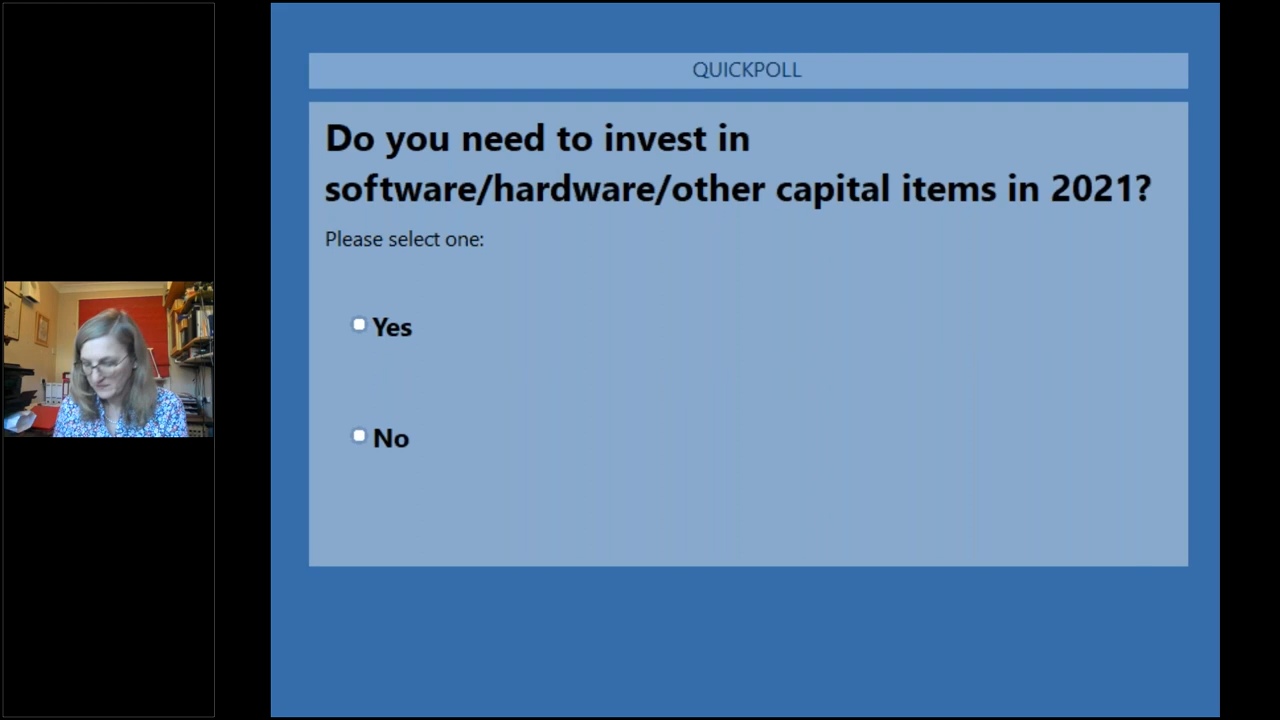 QUICKPOLL
Do you need to invest in
software/hardware/other capital items in 2021?
Please select one:
Yes
No